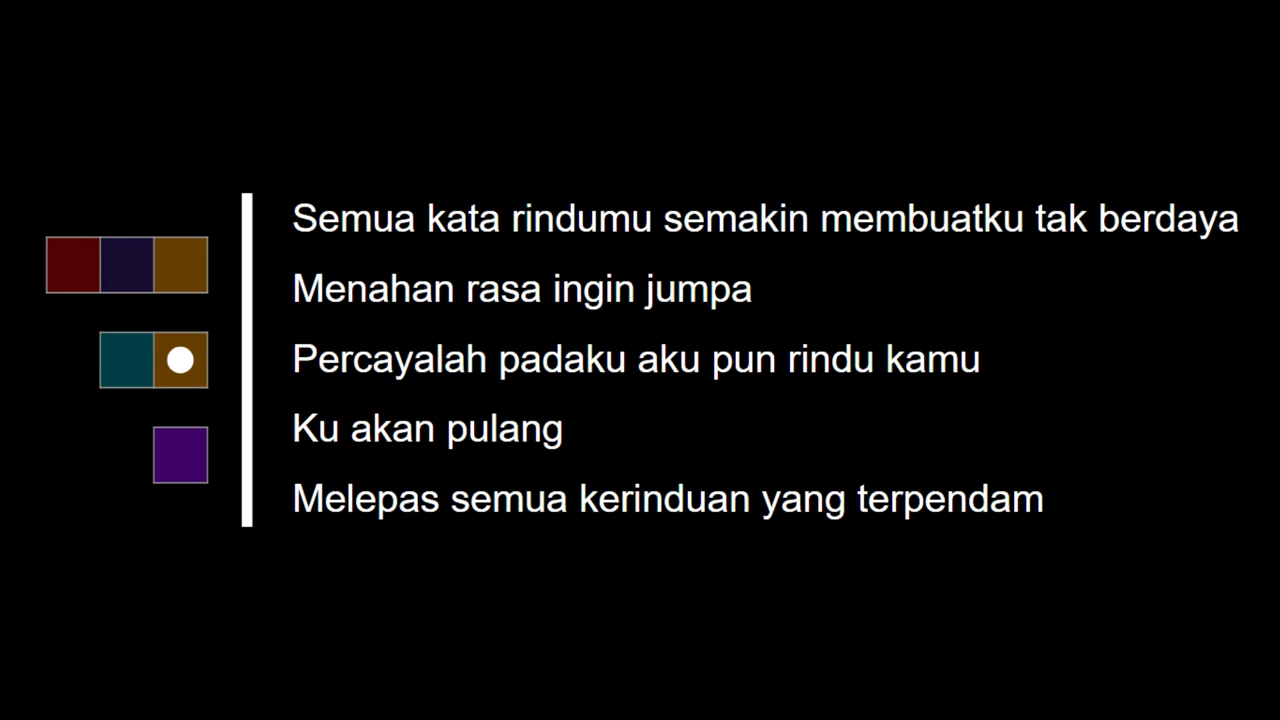 Semua kata rindumu semakin membuatku tak berdaya
Menahan rasa ingin jumpa
Percayalah padaku aku pun rindu kamu
Ku akan pulang
Melepas semua kerinduan yang terpendam